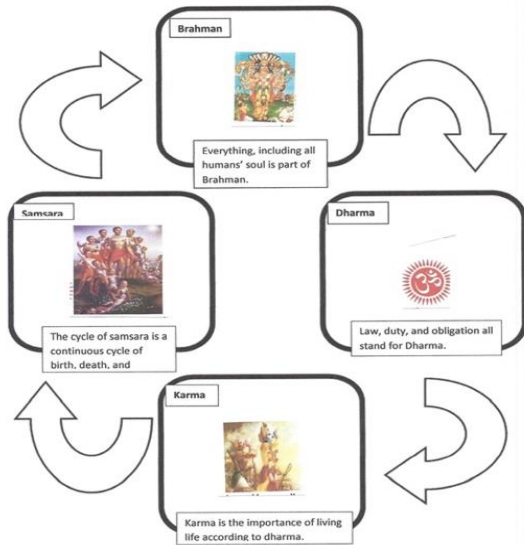 Brahman
Everything, including all
humans' soul is part of
Brahman.
Samsara
The cycle of samsara is a
continuous cycle of
birth, death, and
Dharma
ॐ
Law, duty, and obligation all
stand for Dharma.
Karma
Karma is the importance of living
life according to dharma.